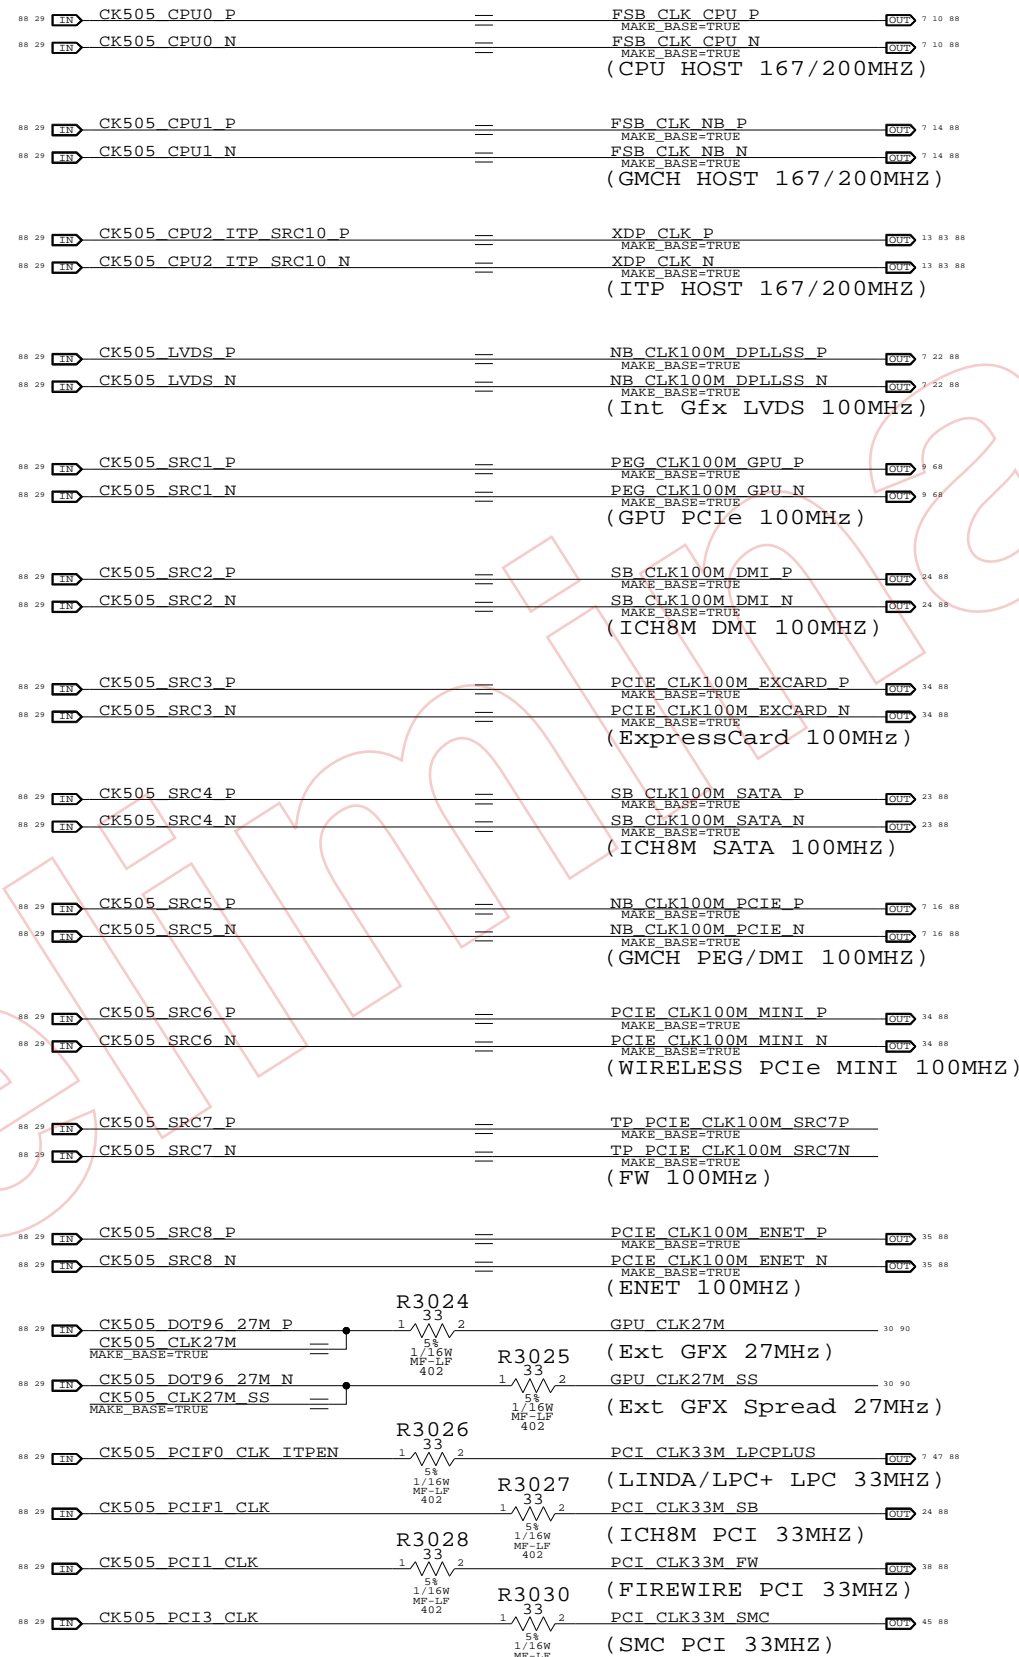 88 29 IN CK505_CPU0_P FSB_CLK_CPU_P OUT 7 10 88
MAKE_BASE=TRUE
88 29 IN CK505_CPU0_N FSB_CLK_CPU_N OUT 7 10 88
MAKE_BASE=TRUE
(CPU HOST 167/200MHZ)
88 29 IN CK505_CPU1_P FSB_CLK_NB_P OUT 7 14 88
MAKE_BASE=TRUE
88 29 IN CK505_CPU1_N FSB_CLK_NB_N OUT 7 14 88
MAKE_BASE=TRUE
(GMCH HOST 167/200MHZ)
88 29 IN CK505_CPU2_ITP_SRC10_P XDP_CLK_P OUT 13 83 88
MAKE_BASE=TRUE
88 29 IN CK505_CPU2_ITP_SRC10_N XDP_CLK_N OUT 13 83 88
MAKE_BASE=TRUE
(ITP HOST 167/200MHZ)
88 29 IN CK505_LVDS_P NB_CLK100M_DPLLSS_P OUT 7 22 88
MAKE_BASE=TRUE
88 29 IN CK505_LVDS_N NB_CLK100M_DPLLSS_N OUT 7 22 88
MAKE_BASE=TRUE
(Int Gfx LVDS 100MHz)
88 29 IN CK505_SRC1_P PEG_CLK100M_GPU_P OUT 9 68
MAKE_BASE=TRUE
88 29 IN CK505_SRC1_N PEG_CLK100M_GPU_N OUT 9 68
MAKE_BASE=TRUE
(GPU PCIe 100MHz)
88 29 IN CK505_SRC2_P SB_CLK100M_DMI_P OUT 24 88
MAKE_BASE=TRUE
88 29 IN CK505_SRC2_N SB_CLK100M_DMI_N OUT 24 88
MAKE_BASE=TRUE
(ICH8M DMI 100MHZ)
88 29 IN CK505_SRC3_P PCIE_CLK100M_EXCARD_P OUT 34 88
MAKE_BASE=TRUE
88 29 IN CK505_SRC3_N PCIE_CLK100M_EXCARD_N OUT 34 88
MAKE_BASE=TRUE
(ExpressCard 100MHz)
88 29 IN CK505_SRC4_P SB_CLK100M_SATA_P OUT 23 88
MAKE_BASE=TRUE
88 29 IN CK505_SRC4_N SB_CLK100M_SATA_N OUT 23 88
MAKE_BASE=TRUE
(ICH8M SATA 100MHZ)
88 29 IN CK505_SRC5_P NB_CLK100M_PCIE_P OUT 7 16 88
MAKE_BASE=TRUE
88 29 IN CK505_SRC5_N NB_CLK100M_PCIE_N OUT 7 16 88
MAKE_BASE=TRUE
(GMCH PEG/DMI 100MHZ)
88 29 IN CK505_SRC6_P PCIE_CLK100M_MINI_P OUT 34 88
MAKE_BASE=TRUE
88 29 IN CK505_SRC6_N PCIE_CLK100M_MINI_N OUT 34 88
MAKE_BASE=TRUE
(WIRELESS PCIe MINI 100MHZ)
88 29 IN CK505_SRC7_P TP_PCIE_CLK100M_SRC7P
MAKE_BASE=TRUE
88 29 IN CK505_SRC7_N TP_PCIE_CLK100M_SRC7N
MAKE_BASE=TRUE
(FW 100MHz)
88 29 IN CK505_SRC8_P PCIE_CLK100M_ENET_P OUT 35 88
MAKE_BASE=TRUE
88 29 IN CK505_SRC8_N PCIE_CLK100M_ENET_N OUT 35 88
MAKE_BASE=TRUE
(ENET 100MHZ)
R3024
88 29 IN CK505_DOT96_27M_P 1 33 2 GPU_CLK27M 30 90
CK505_CLK27M 5% (Ext GFX 27MHz)
MAKE_BASE=TRUE 1/16W
MF-LF
402
R3025
88 29 IN CK505_DOT96_27M_N 1 33 2 GPU_CLK27M_SS 30 90
CK505_CLK27M_SS 5% (Ext GFX Spread 27MHz)
MAKE_BASE=TRUE 1/16W
MF-LF
402
R3026
88 29 IN CK505_PCIF0_CLK_ITPEN 1 33 2 PCI_CLK33M_LPCPLUS OUT 7 47 88
5% (LINDA/LPC+ LPC 33MHZ)
1/16W
MF-LF
402
R3027
88 29 IN CK505_PCIF1_CLK 1 33 2 PCI_CLK33M_SB OUT 24 88
5% (ICH8M PCI 33MHZ)
1/16W
MF-LF
402
R3028
88 29 IN CK505_PCI1_CLK 1 33 2 PCI_CLK33M_FW OUT 38 88
5% (FIREWIRE PCI 33MHZ)
1/16W
MF-LF
402
R3030
88 29 IN CK505_PCI3_CLK 1 33 2 PCI_CLK33M_SMC OUT 45 88
5% (SMC PCI 33MHZ)
1/16W
MF-LF
elimina